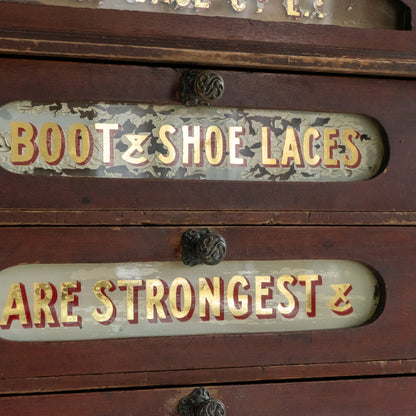 BOOT & SHOE LACES
ARE STRONGEST &